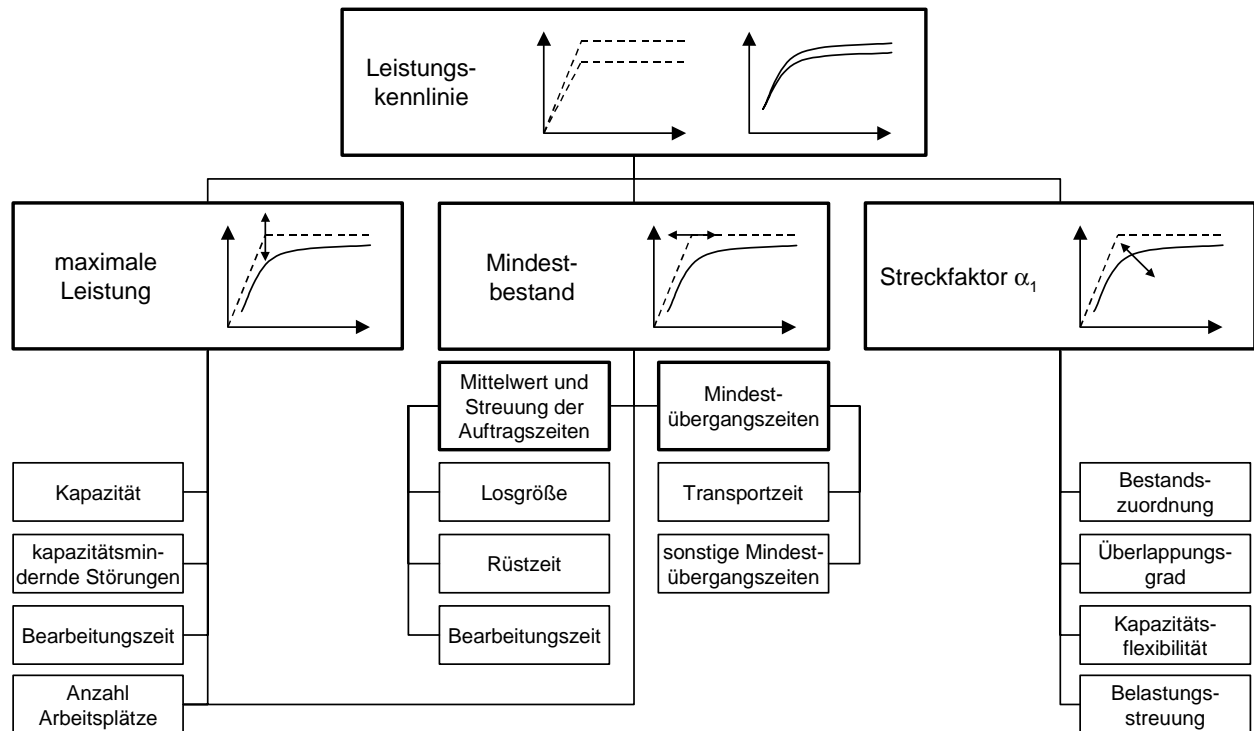 Leistungs-
kennlinie
maximale
Leistung
Mindest-
bestand
Streckfaktor α1
Mittelwert und
Streuung der
Auftragszeiten
Mindest-
übergangszeiten
Kapazität
Losgröße
Transportzeit
Bestands-
zuordnung
kapazitätsmin-
dernde Störungen
Rüstzeit
sonstige Mindest-
übergangszeiten
Überlappungs-
grad
Bearbeitungszeit
Bearbeitungszeit
Kapazitäts-
flexibilität
Anzahl
Arbeitsplätze
Belastungs-
streuung